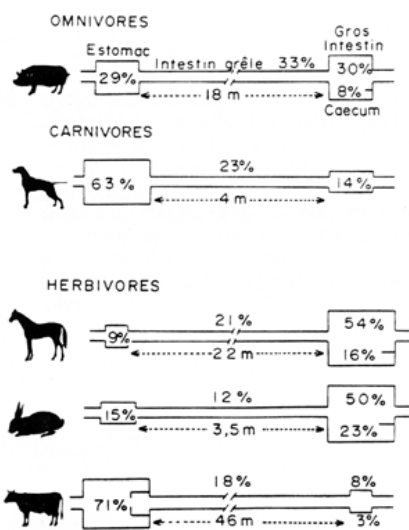 OMNIVORES
Estomac
Gros
Intestin
Intestin grêle 33%
29%
30%
8%
18 m
Caecum
CARNIVORES
23%
63%
14%
4 m
HERBIVORES
21%
54%
9%
22 m
16%
12%
50%
15%
3,5 m
23%
18%
8%
71%
46 m
3%